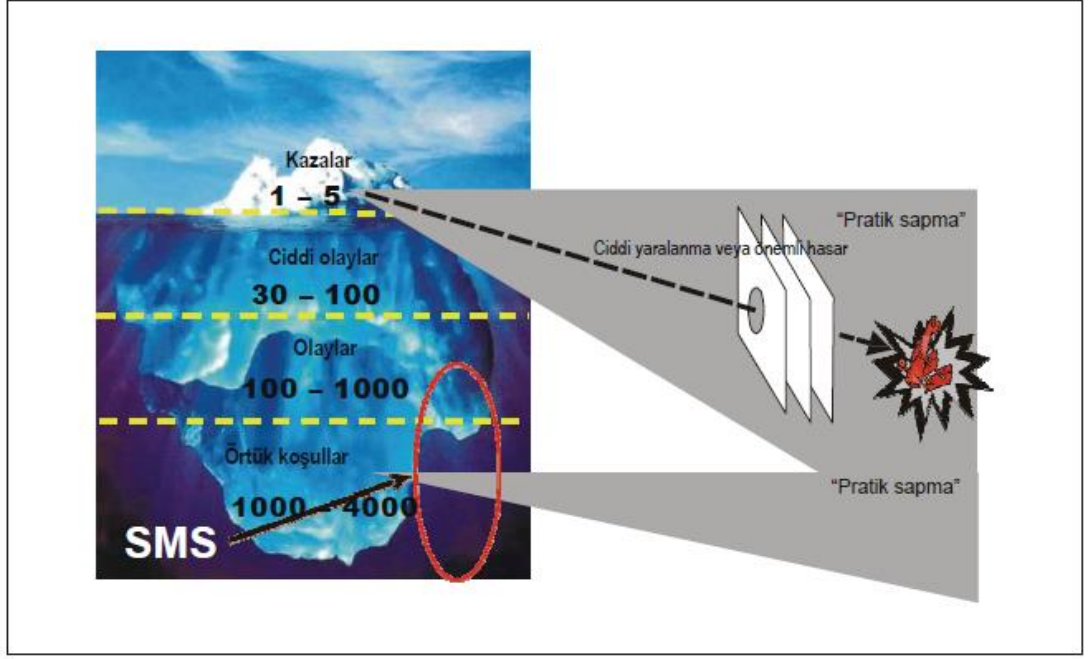 Kazalar
1 – 5
"Pratik sapma"
Ciddi yaralanma veya önemli hasar
Ciddi olaylar
30 – 100
Olaylar
100 – 1000
Örtük koşullar
"Pratik sapma"
1000 – 4000
SMS